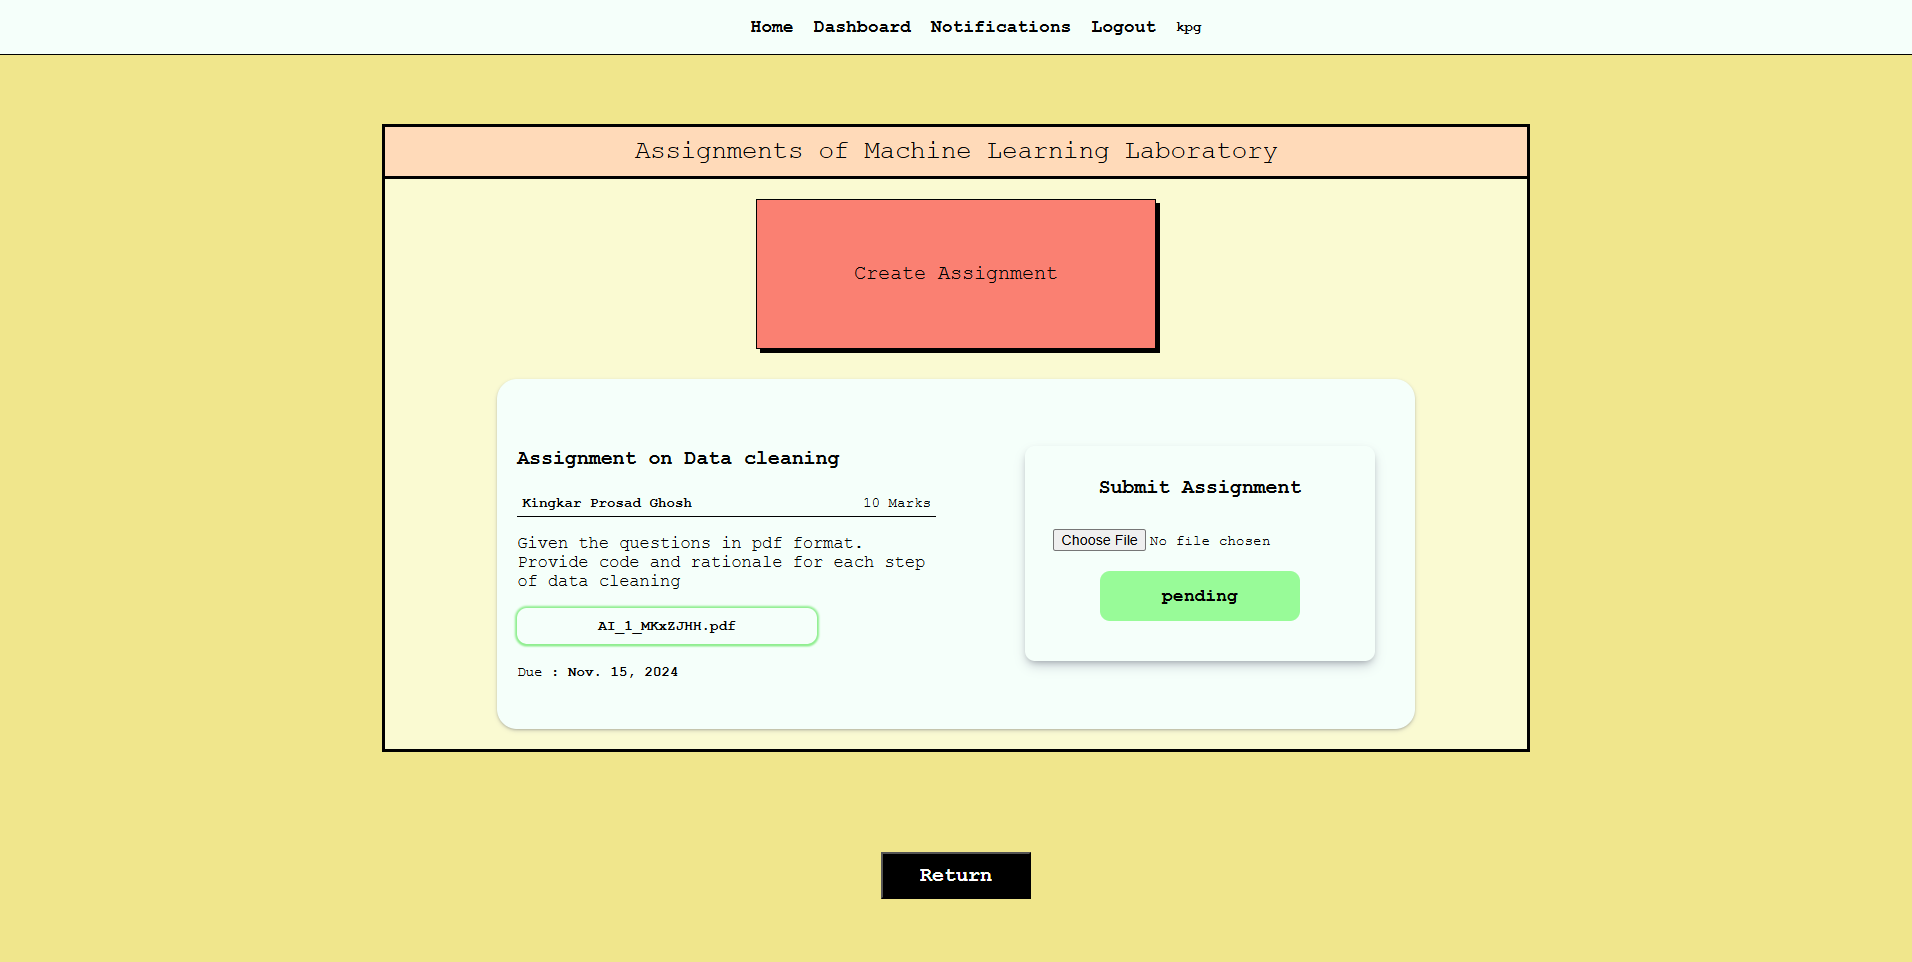 Home Dashboard Notifications Logout kpg
Assignments of Machine Learning Laboratory
Create Assignment
Assignment on Data cleaning
Kingkar Prosad Ghosh 10 Marks
Given the questions in pdf format.
Provide code and rationale for each step
of data cleaning
AI_1_MKxZJHH.pdf
Due : Nov. 15, 2024
Submit Assignment
Choose File No file chosen
pending
Return